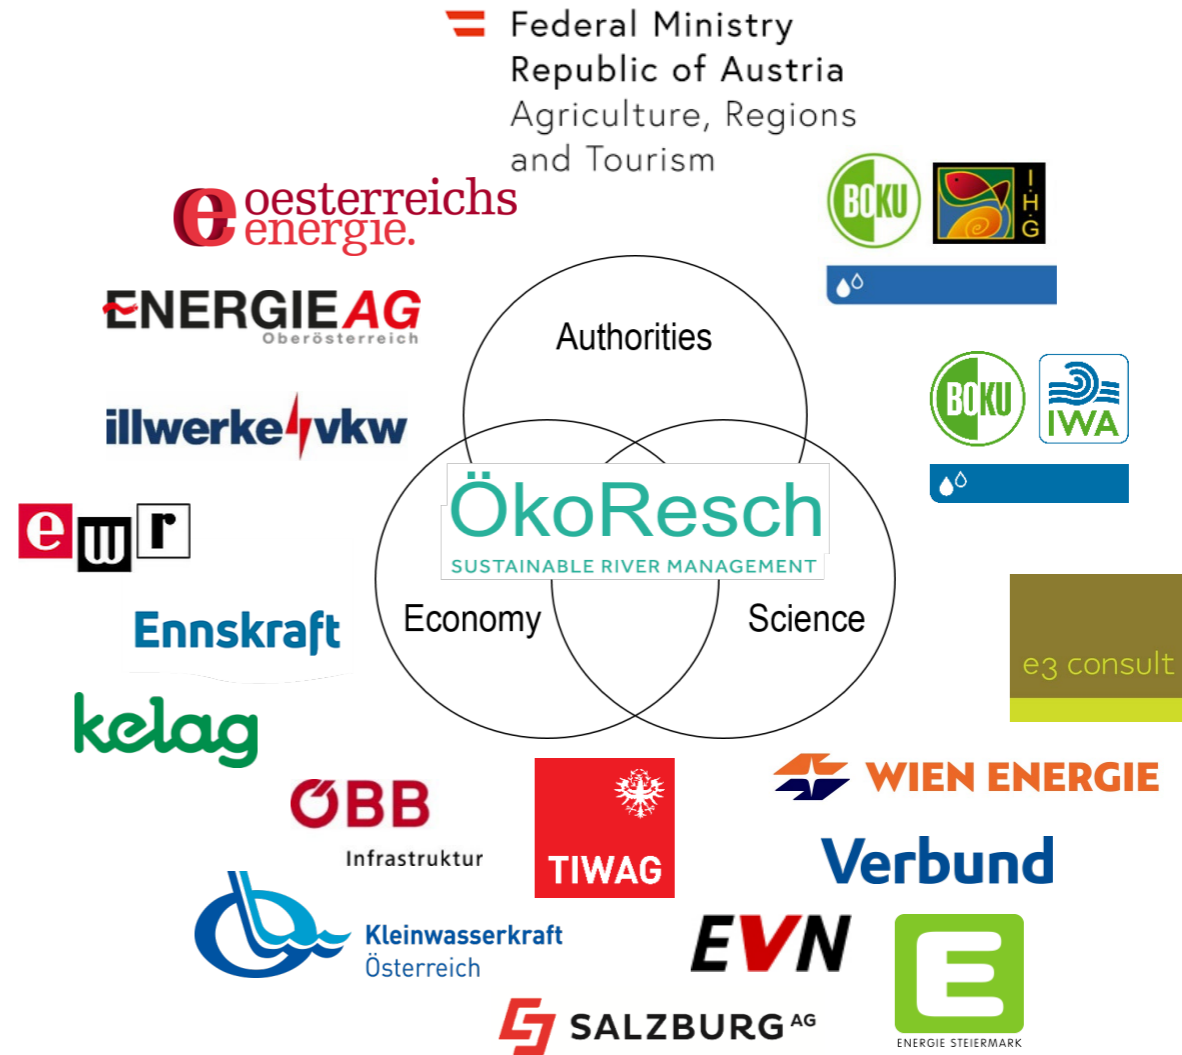 Federal Ministry
Republic of Austria
Agriculture, Regions
and Tourism
e oesterreichs
energie.
BOKU
I·H·G
ENERGIE AG
Oberösterreich
Authorities
illwerke vkw
BOKU
IWA
ÖkoResch
SUSTAINABLE RIVER MANAGEMENT
e w r
Economy
Science
Ennskraft
e3 consult
kelag
ÖBB
Infrastruktur
TIWAG
WIEN ENERGIE
Verbund
Kleinwasserkraft
Österreich
EVN
E
ENERGIE STEIERMARK
SALZBURG AG